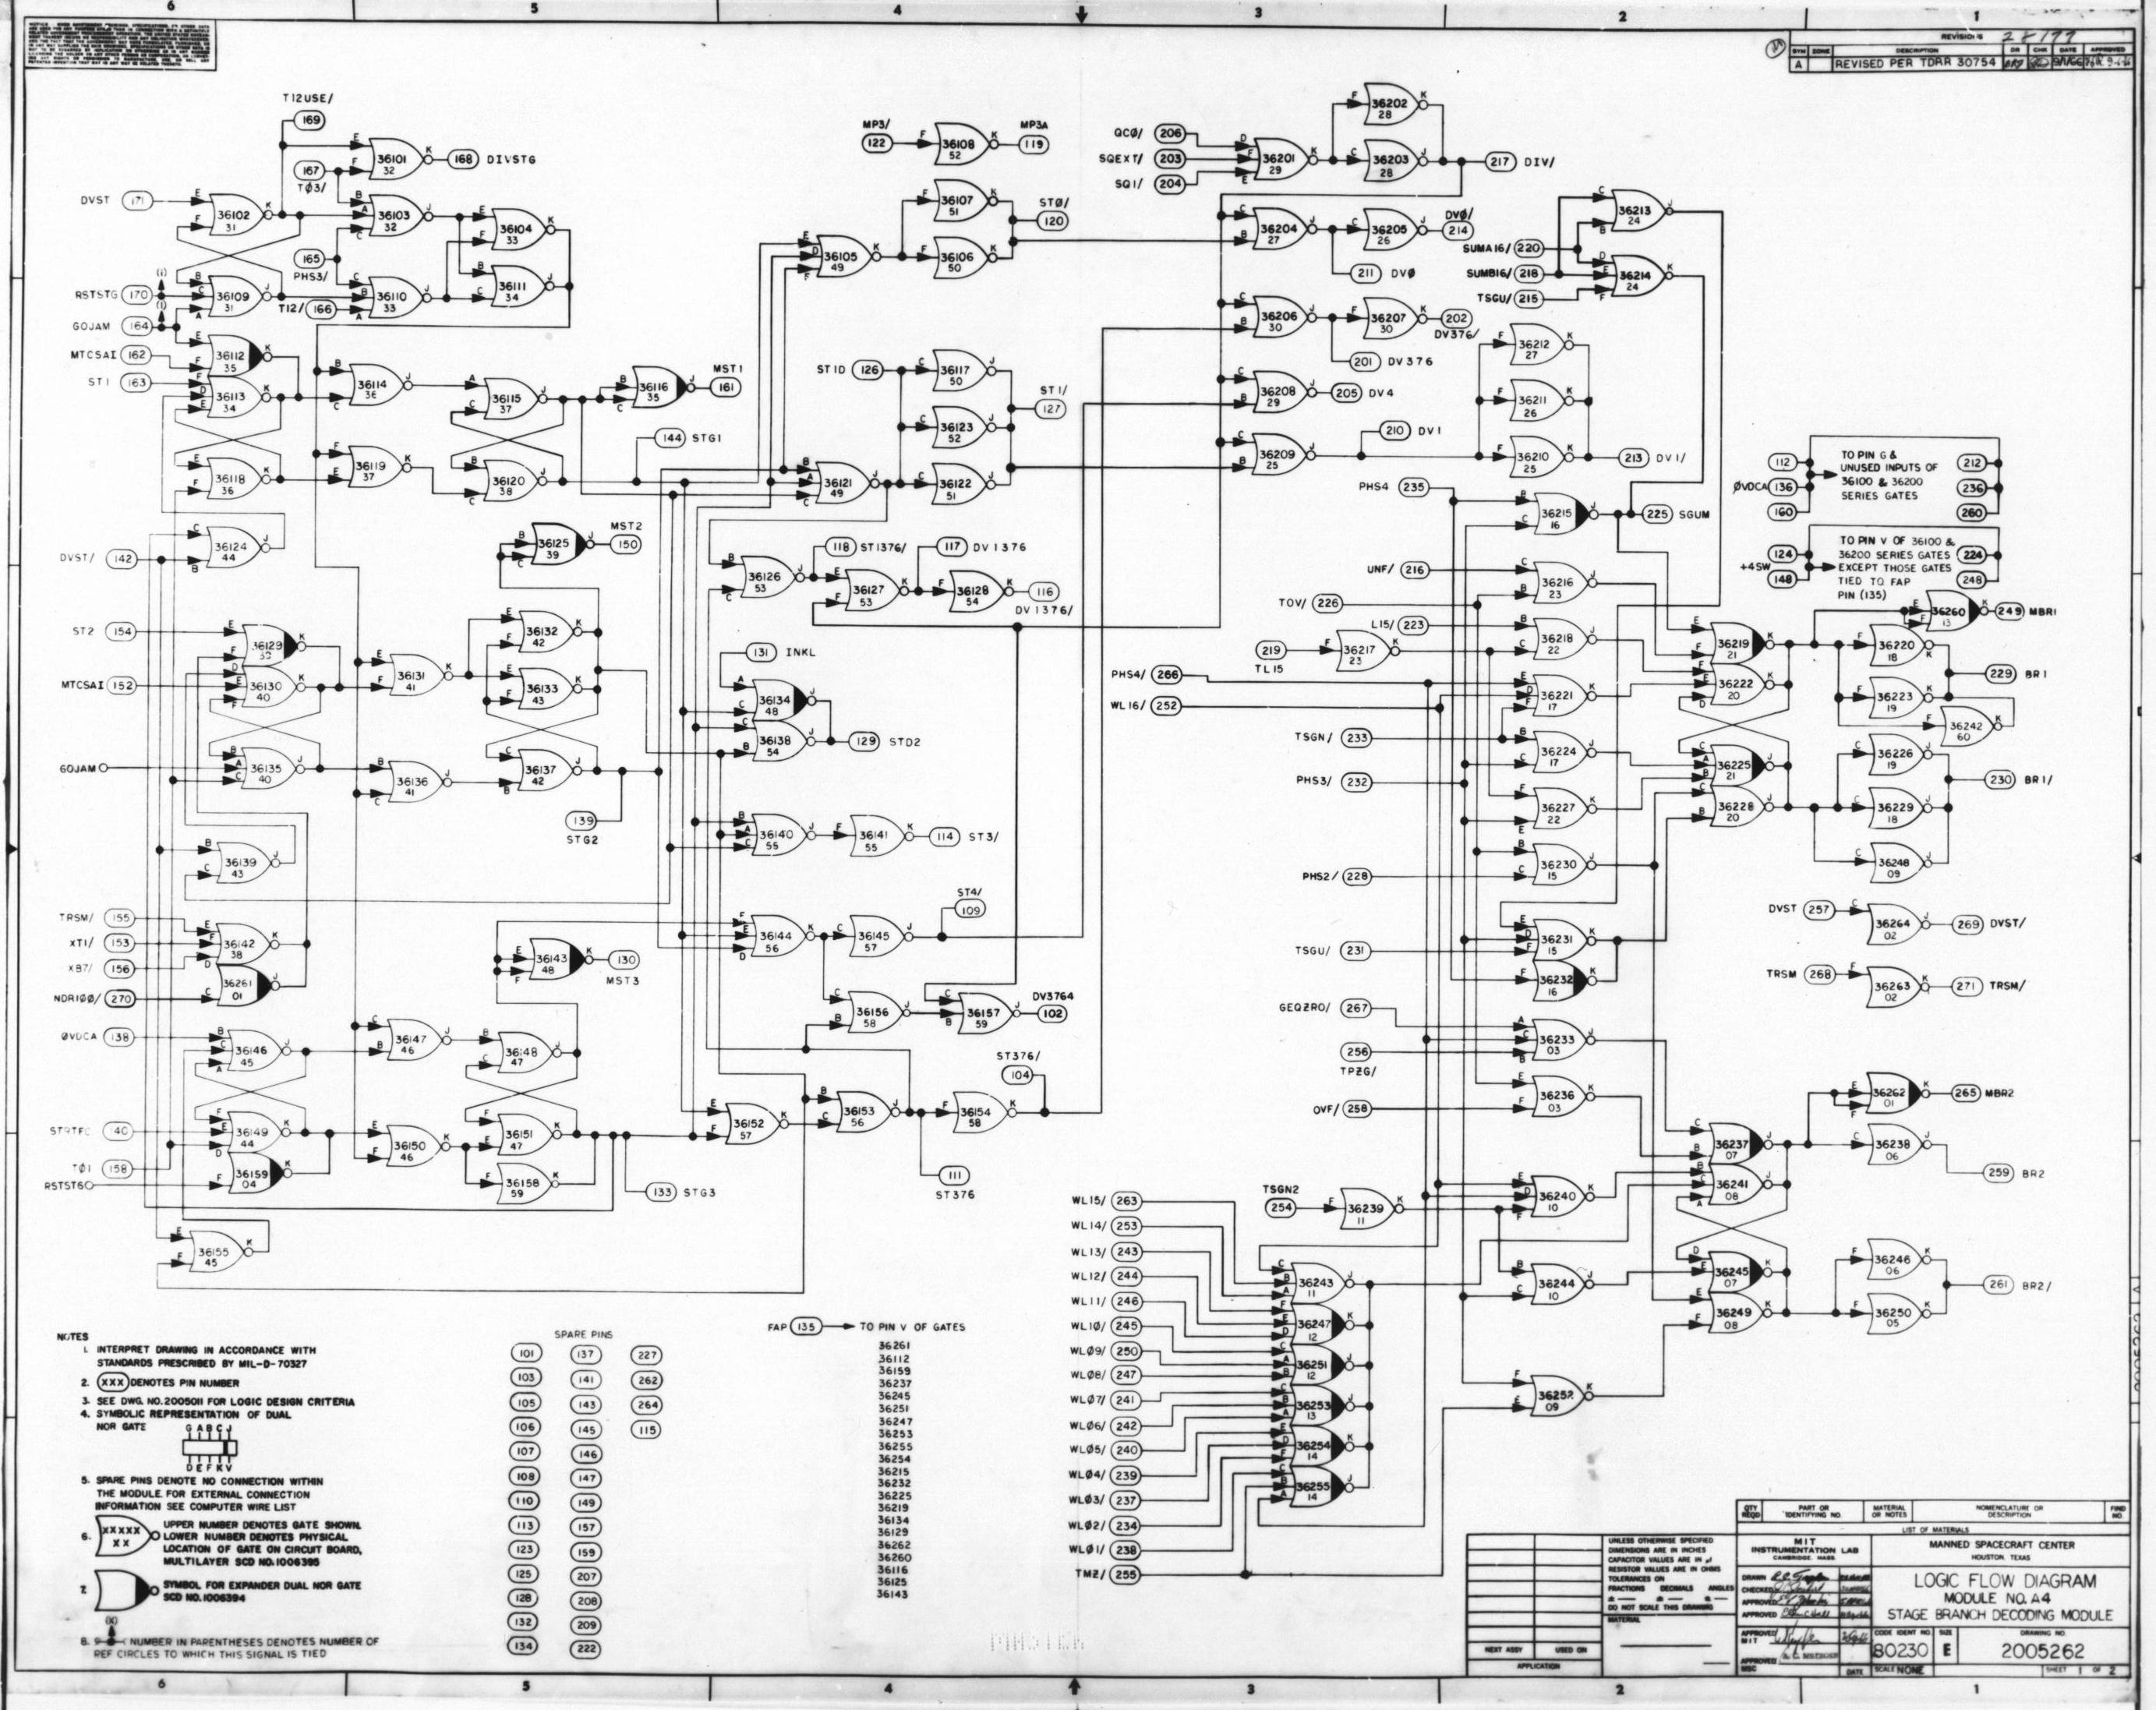 6 5 4 3 2 1
REVISIONS
SYM ZONE DESCRIPTION DR CHK DATE APPROVED
A REVISED PER TDRR 30754
T12USE/
169
36101 32
168 DIVSTG
167
TØ3/
DVST 171
36102 31
36103 32
36104 33
165
PHS3/
RSTSTG 170
36109 31
T12/ 166
36110 33
36111 34
GOJAM 164
MTCSAI 162
36112 35
ST1 163
36113 34
36114 36
36115 37
36116 35
MST1
161
144 STG1
36118 36
36119 37
36120 38
DVST/ 142
36124 44
36125 39
MST2
150
ST2 154
36129
36130 40
MTCSAI 152
36131 41
36132 42
36133 43
GOJAM
36135 40
36136 41
36137 42
139
STG2
36139 43
TRSM/ 155
XT1/ 153
XB7/ 156
NDR100/ 270
36142 38
36261 01
36143 48
130
MST3
ØVDCA 138
36146 45
36147 46
36148 47
36149 44
TØ1 158
36159 04
36150 46
36151 47
36158 59
133 STG3
36155 45
MP3/
122
36108 52
MP3A
119
36107 51
STØ/
120
36105 49
36106 50
ST1D 126
36117 50
ST1/
127
36123 52
36121 49
36122 51
118 ST1376/
117 DV1376
36126 53
36127 53
36128 54
116
DV1376/
131 INKL
36134 48
36138 54
129 STD2
36140 55
36141 55
114 ST3/
ST4/
109
36144 56
36145 57
36156 58
36157 59
DV3764
102
ST376/
104
36152 57
36153 56
36154 58
111
ST376
QCØ/ 206
SQEXT/ 203
SQ1/ 204
36201 29
36202 28
36203 28
217 DIV/
36204 27
36205 26
DVØ/
214
211 DVØ
36206 30
36207 30
202
DV376/
201 DV376
36208 29
205 DV4
36209 25
210 DV1
36212 27
36211 26
36210 25
213 DV1/
36213 24
SUMA16/ 220
SUMB16/ 218
TSGU/ 215
36214 24
PHS4 235
36215 16
225 SGUM
UNF/ 216
36216 23
TOV/ 226
L15/ 223
219
TL15
36217 23
36218 22
PHS4/ 266
WL16/ 252
36221 17
TSGN/ 233
36224 17
PHS3/ 232
36227 22
36230 15
PHS2/ 228
TSGU/ 231
36231 15
36232 16
GEQZRO/ 267
36233 03
256
TPZG/
36236 03
OVF/ 258
36219 21
36222 20
36225 21
36228 20
36260 13
249 MBR1
36220 18
36223 19
229 BR1
36242 60
36226 19
36229 18
230 BR1/
36248 09
DVST 257
36264 02
269 DVST/
TRSM 268
36263 02
271 TRSM/
36262 01
265 MBR2
36237 07
36238 06
259 BR2
36241 08
TSGN2
254
36239 11
36240 10
36244 10
36245 07
36249 08
36246 06
36250 05
261 BR2/
36252 09
112
ØVDCA 136
160
TO PIN G &
UNUSED INPUTS OF
36100 & 36200
SERIES GATES
212
236
260
124
+4SW
148
TO PIN V OF 36100 &
36200 SERIES GATES
EXCEPT THOSE GATES
TIED TO FAP
PIN (135)
224
248
WL15/ 263
WL14/ 253
WL13/ 243
WL12/ 244
WL11/ 246
WL1Ø/ 245
WLØ9/ 250
WLØ8/ 247
WLØ7/ 241
WLØ6/ 242
WLØ5/ 240
WLØ4/ 239
WLØ3/ 237
WLØ2/ 234
WLØ1/ 238
TMZ/ 255
36243 11
36247 12
36251 12
36253 13
36254 14
36255 14
NOTES
1. INTERPRET DRAWING IN ACCORDANCE WITH
STANDARDS PRESCRIBED BY MIL-D-70327
2. XXX DENOTES PIN NUMBER
3. SEE DWG. NO. 2005011 FOR LOGIC DESIGN CRITERIA
4. SYMBOLIC REPRESENTATION OF DUAL
NOR GATE
G A B C J
D E F K V
5. SPARE PINS DENOTE NO CONNECTION WITHIN
THE MODULE. FOR EXTERNAL CONNECTION
INFORMATION SEE COMPUTER WIRE LIST
6. XXXXX XX UPPER NUMBER DENOTES GATE SHOWN.
LOWER NUMBER DENOTES PHYSICAL
LOCATION OF GATE ON CIRCUIT BOARD,
MULTILAYER SCD NO. 1006395
7. SYMBOL FOR EXPANDER DUAL NOR GATE
SCD NO. 1006394
(X)
8. NUMBER IN PARENTHESES DENOTES NUMBER OF
REF CIRCLES TO WHICH THIS SIGNAL IS TIED
SPARE PINS
101 137 227
103 141 262
105 143 264
106 145 115
107 146
108 147
110 149
113 157
123 159
125 207
128 208
132 209
134 222
FAP 135 TO PIN V OF GATES
36261
36112
36159
36237
36245
36251
36247
36253
36255
36254
36215
36232
36225
36219
36134
36129
36262
36260
36116
36125
36143
QTY REQD PART OR IDENTIFYING NO. MATERIAL OR NOTES NOMENCLATURE OR DESCRIPTION FIND NO.
LIST OF MATERIALS
UNLESS OTHERWISE SPECIFIED
DIMENSIONS ARE IN INCHES
CAPACITOR VALUES ARE IN
RESISTOR VALUES ARE IN OHMS
TOLERANCES ON
FRACTIONS DECIMALS ANGLES
DO NOT SCALE THIS DRAWING
MATERIAL
NEXT ASSY USED ON
APPLICATION
MIT
INSTRUMENTATION LAB
CAMBRIDGE, MASS
DRAWN
CHECKED
APPROVED
APPROVED
APPROVED MIT
APPROVED MSC
DATE
MANNED SPACECRAFT CENTER
HOUSTON, TEXAS
LOGIC FLOW DIAGRAM
MODULE NO. A4
STAGE BRANCH DECODING MODULE
CODE IDENT NO. SIZE DRAWING NO.
80230 E 2005262
SCALE NONE SHEET 1 OF 2
6 5 4 3 2 1